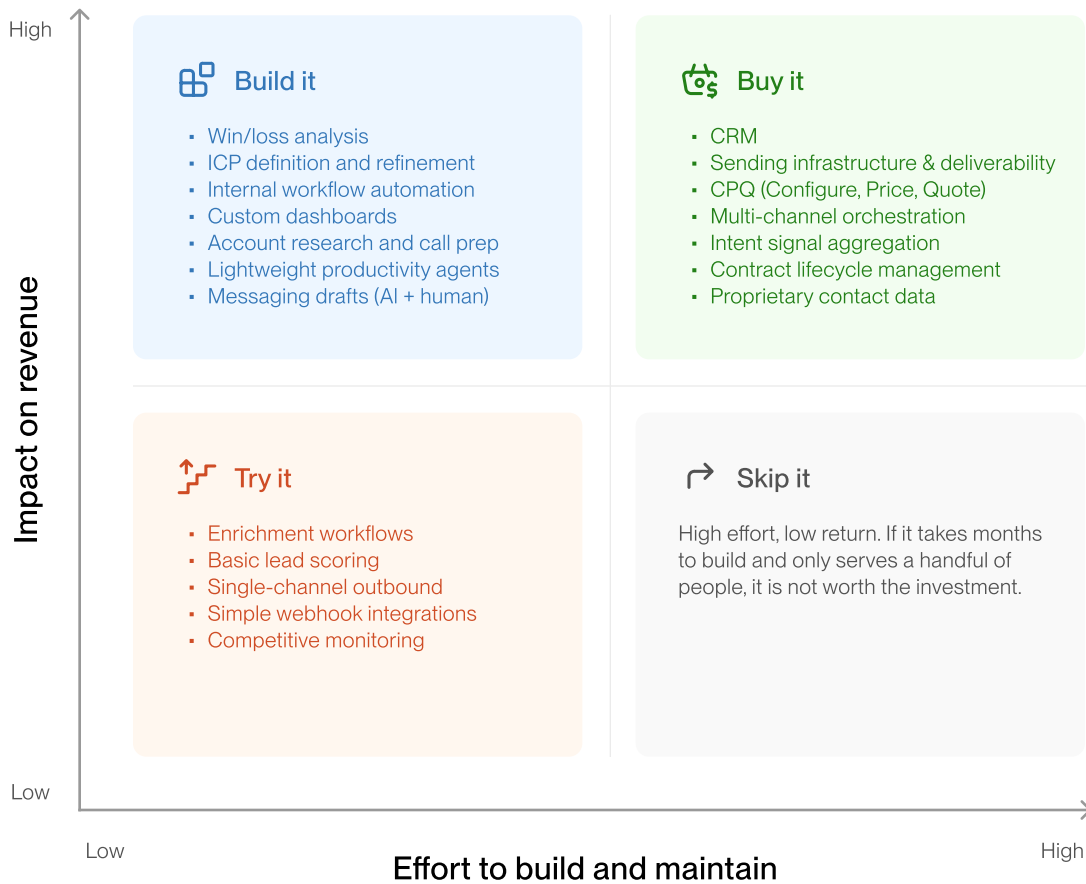 High
Build it
▪ Win/loss analysis
▪ ICP definition and refinement
▪ Internal workflow automation
▪ Custom dashboards
▪ Account research and call prep
▪ Lightweight productivity agents
▪ Messaging drafts (AI + human)
Buy it
▪ CRM
▪ Sending infrastructure & deliverability
▪ CPQ (Configure, Price, Quote)
▪ Multi-channel orchestration
▪ Intent signal aggregation
▪ Contract lifecycle management
▪ Proprietary contact data
Impact on revenue
Try it
▪ Enrichment workflows
▪ Basic lead scoring
▪ Single-channel outbound
▪ Simple webhook integrations
▪ Competitive monitoring
Skip it
High effort, low return. If it takes months
to build and only serves a handful of
people, it is not worth the investment.
Low
Low
Effort to build and maintain
High